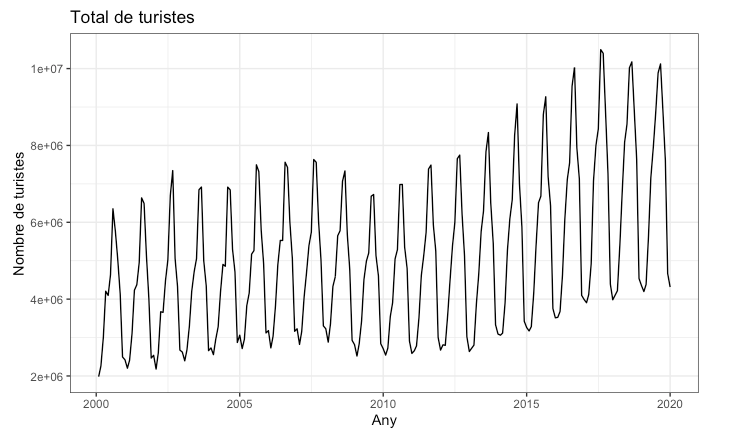 Total de turistes
Nombre de turistes
1e+07
8e+06
6e+06
4e+06
2e+06
2000 2005 2010 2015 2020
Any